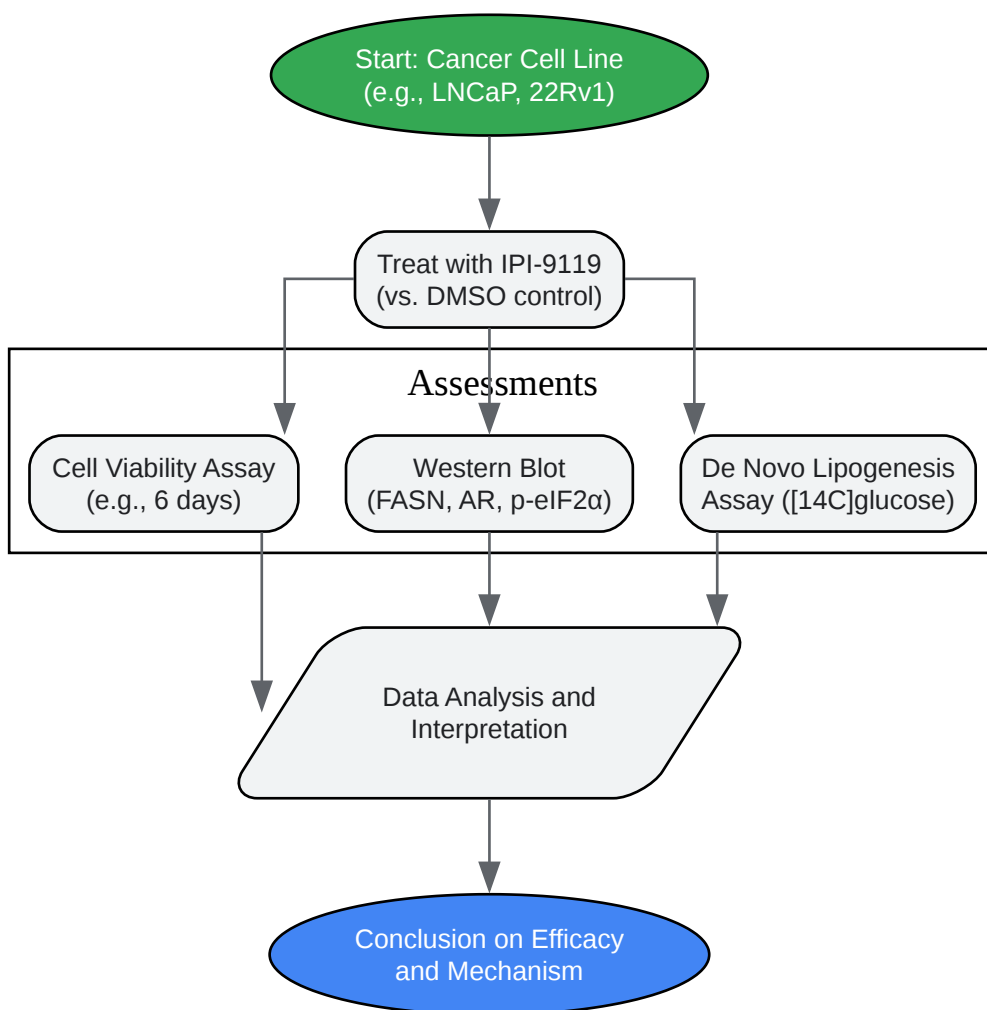 Start: Cancer Cell Line
(e.g., LNCaP, 22Rv1)
Treat with IPI-9119
(vs. DMSO control)
Assessments
Cell Viability Assay
(e.g., 6 days)
Western Blot
(FASN, AR, p-eIF2α)
De Novo Lipogenesis
Assay ([14C]glucose)
Data Analysis and
Interpretation
Conclusion on Efficacy
and Mechanism